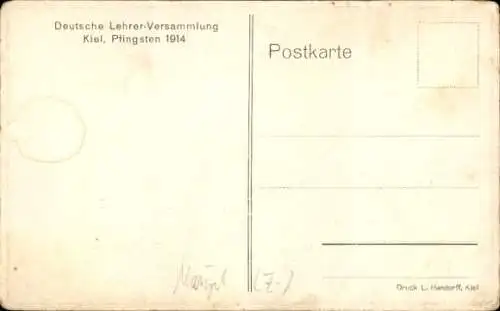 Deutsche Lehrer-Versammlung
Kiel, Pfingsten 1914
Postkarte
(Z-)
Druck L. Handorff, Kiel